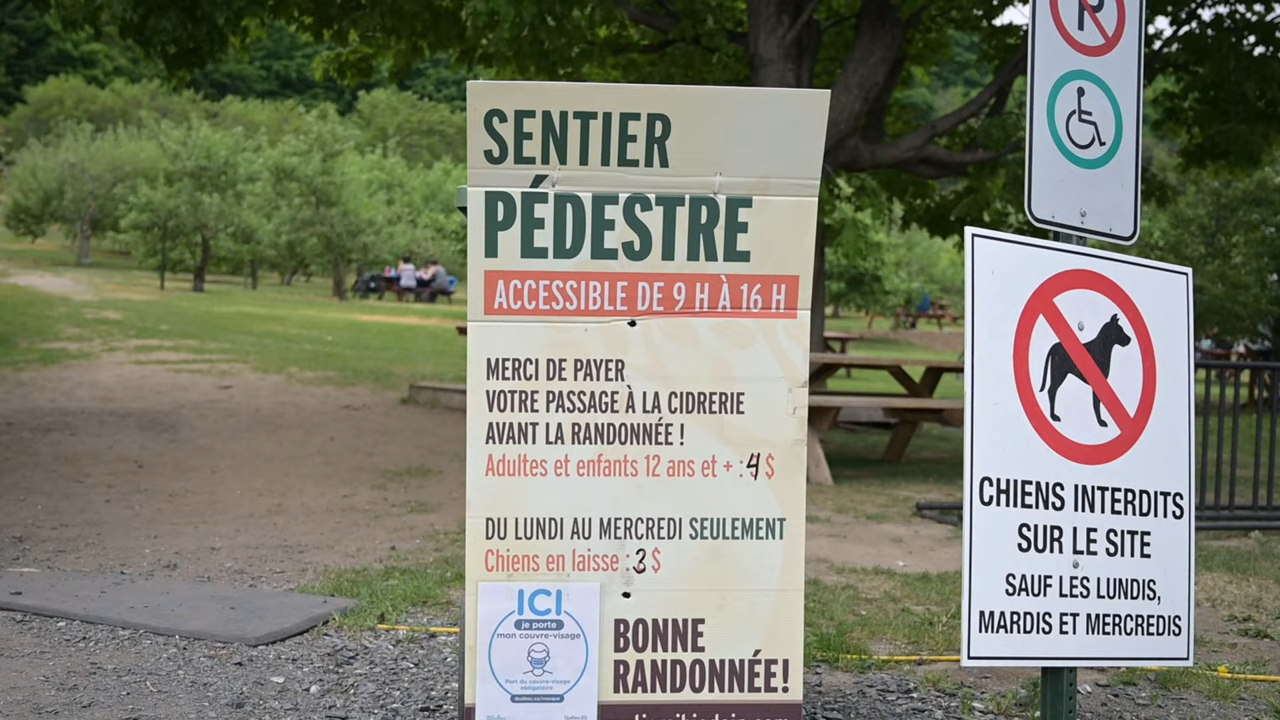 SENTIER
PÉDESTRE
ACCESSIBLE DE 9 H À 16 H
MERCI DE PAYER
VOTRE PASSAGE À LA CIDRERIE
AVANT LA RANDONNÉE !
Adultes et enfants 12 ans et + : 4 $
DU LUNDI AU MERCREDI SEULEMENT
Chiens en laisse : 3 $
ICI
je porte
mon couvre-visage
Port du couvre-visage
obligatoire
BONNE
RANDONNÉE!
P
CHIENS INTERDITS
SUR LE SITE
SAUF LES LUNDIS,
MARDIS ET MERCREDIS